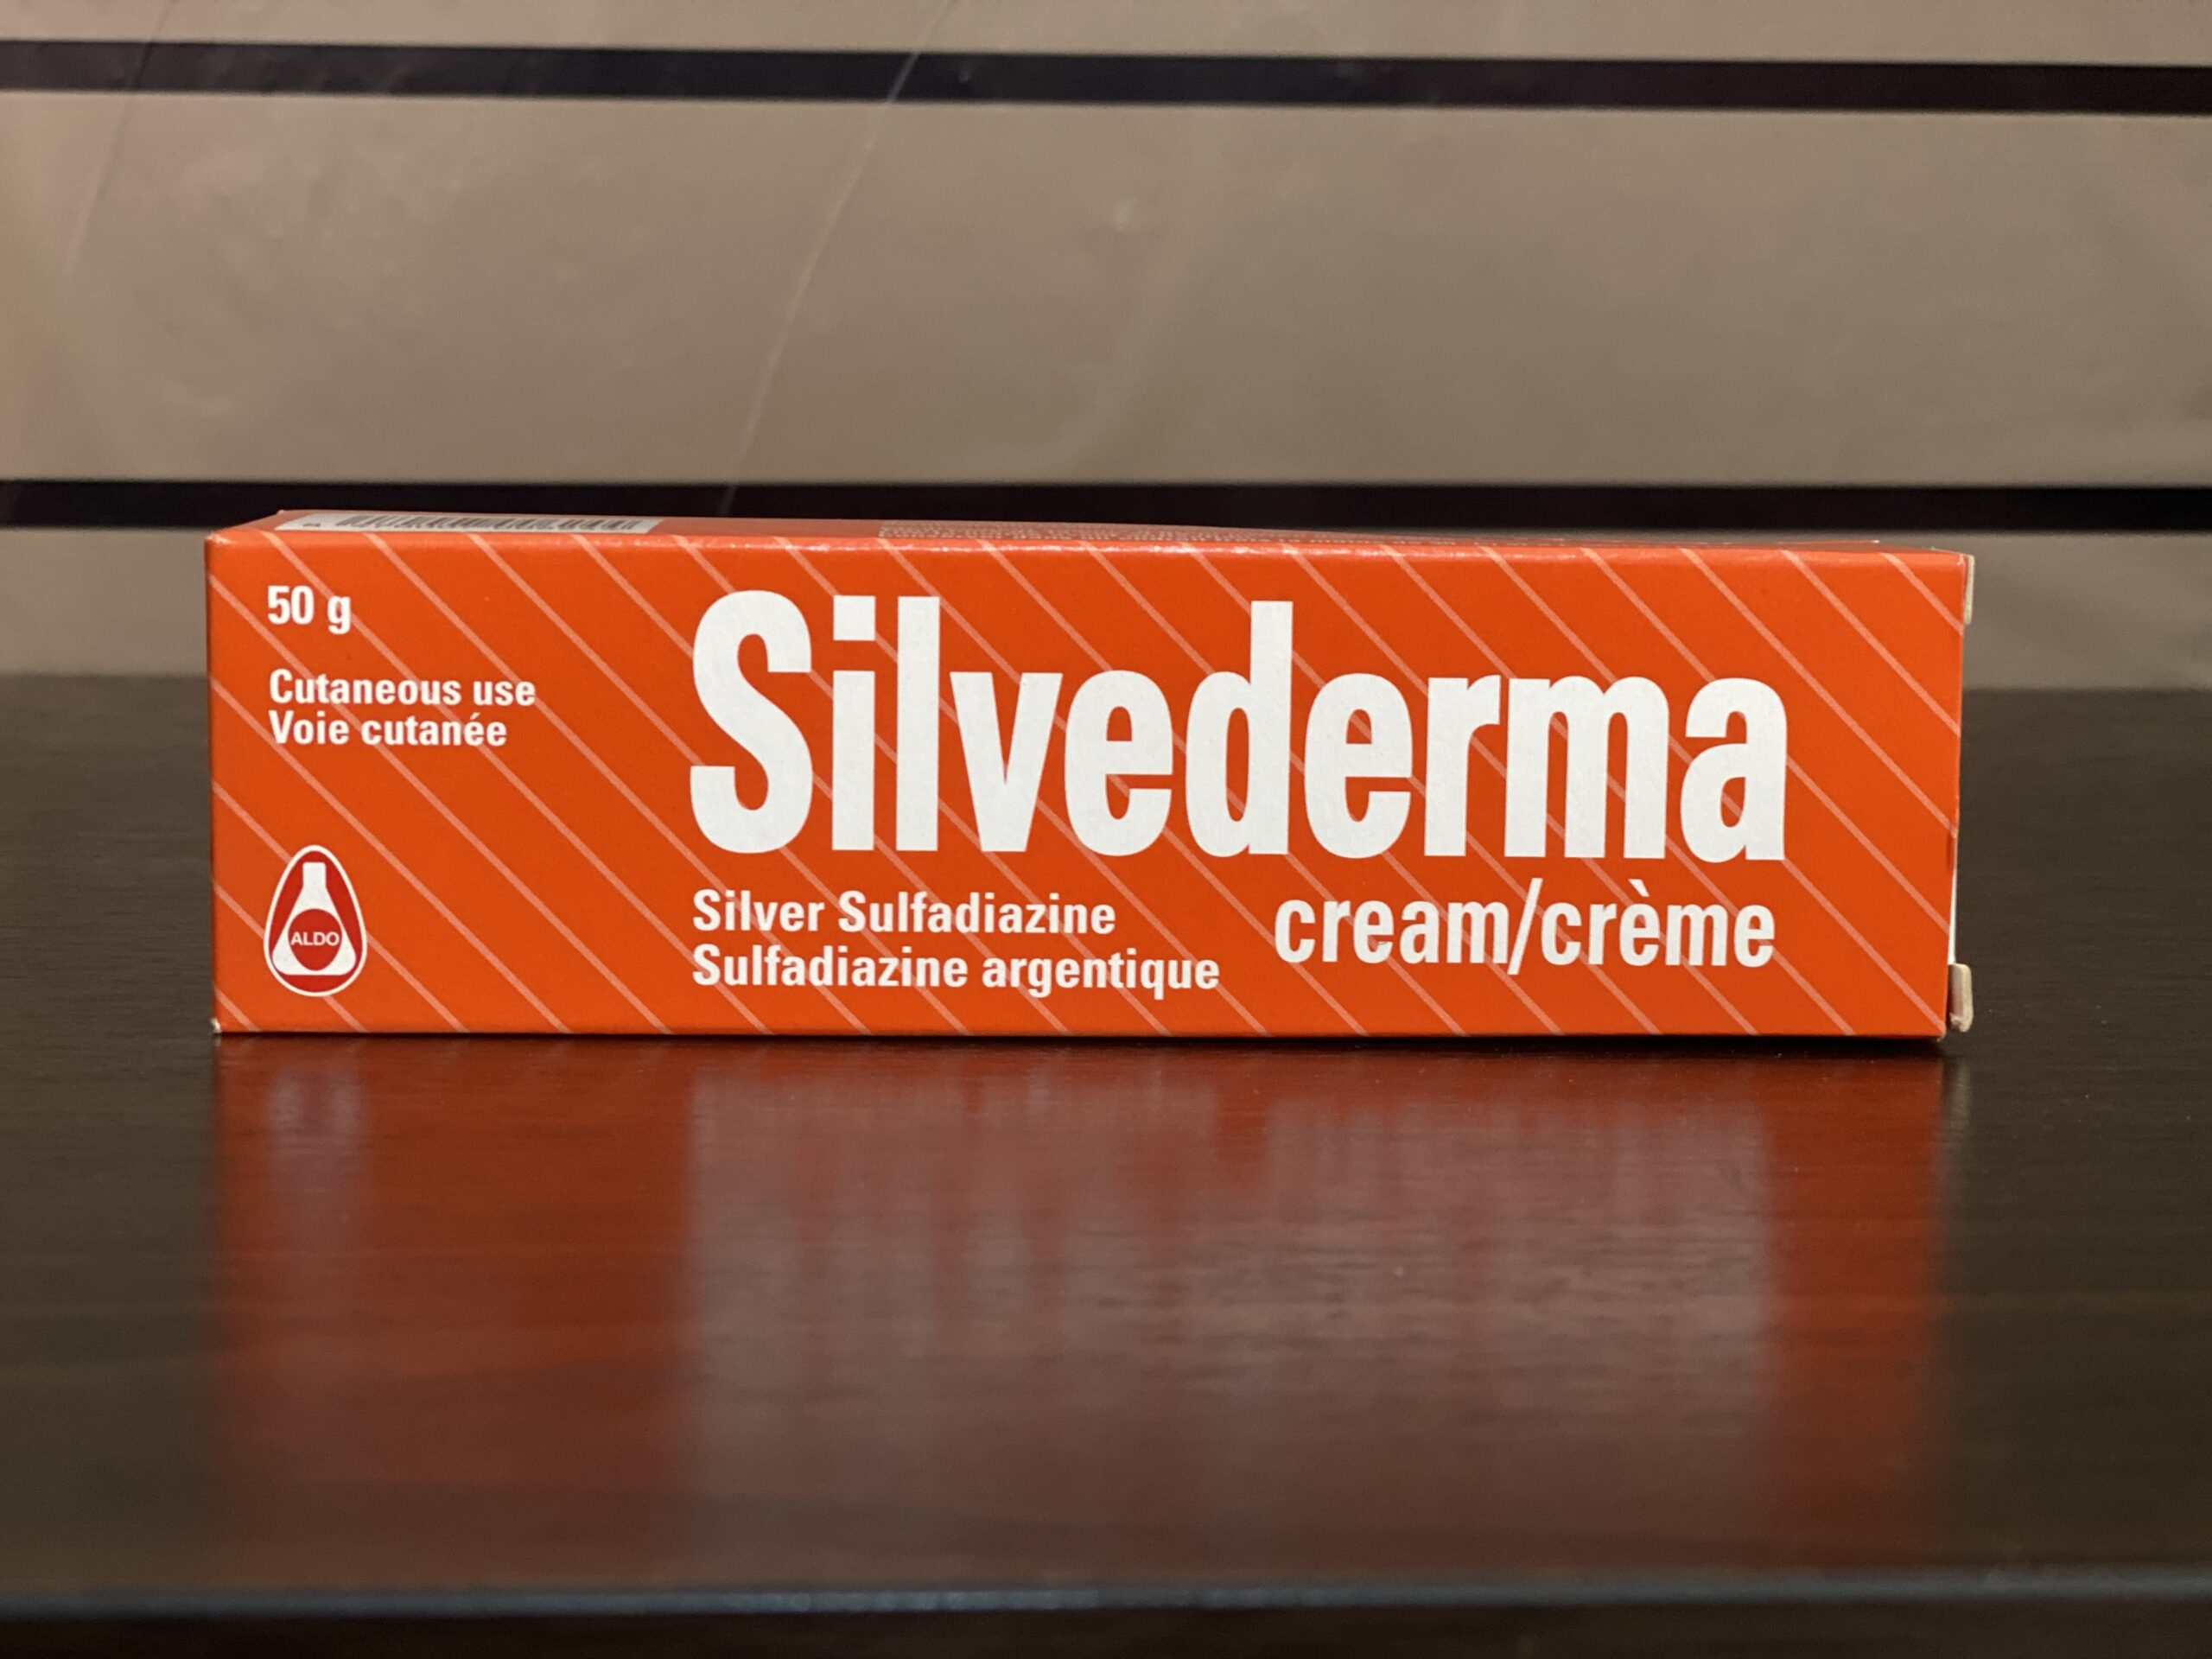 50 g
Cutaneous use
Voie cutanée
ALDO
Silvederma
Silver Sulfadiazine
Sulfadiazine argentique
cream/crème